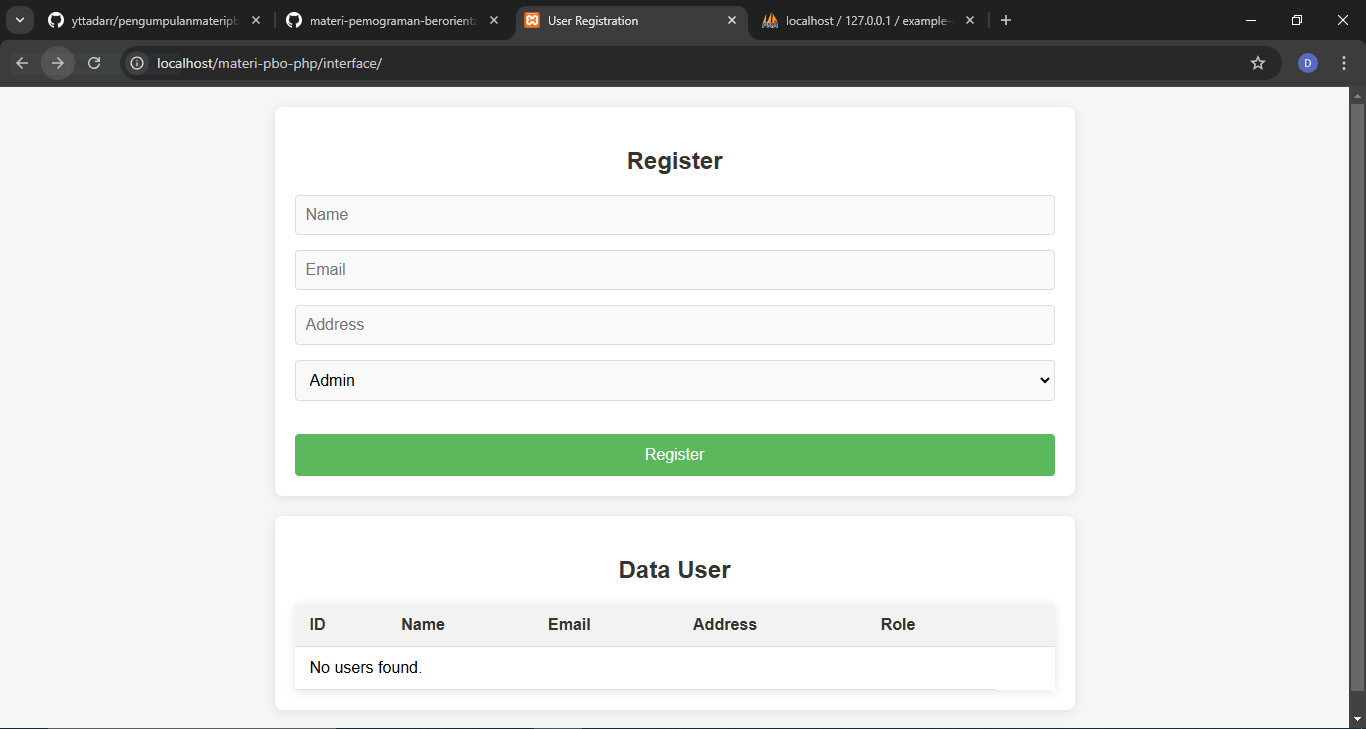 yttadarr/pengumpulanmateripb
materi-pemograman-berorienta
User Registration
localhost / 127.0.0.1 / example-
localhost/materi-pbo-php/interface/
D
Register
Name
Email
Address
Admin
Register
Data User
ID Name Email Address Role
No users found.